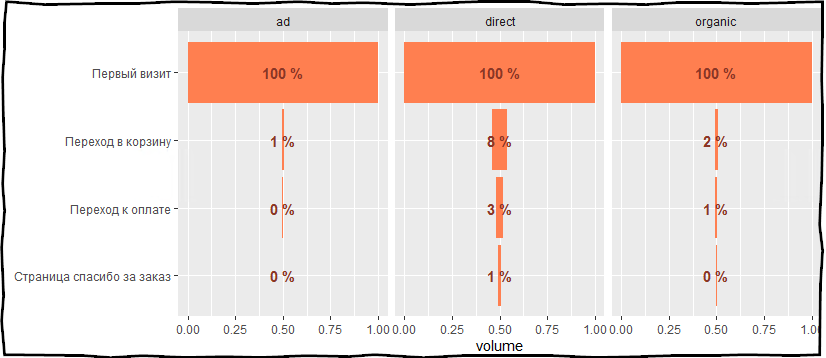 ad direct organic
Первый визит 100 % 100 % 100 %
Переход в корзину 1 % 8 % 2 %
Переход к оплате 0 % 3 % 1 %
Страница спасибо за заказ 0 % 1 % 0 %
0.00 0.25 0.50 0.75 1.00 0.00 0.25 0.50 0.75 1.00 0.00 0.25 0.50 0.75 1.00
volume